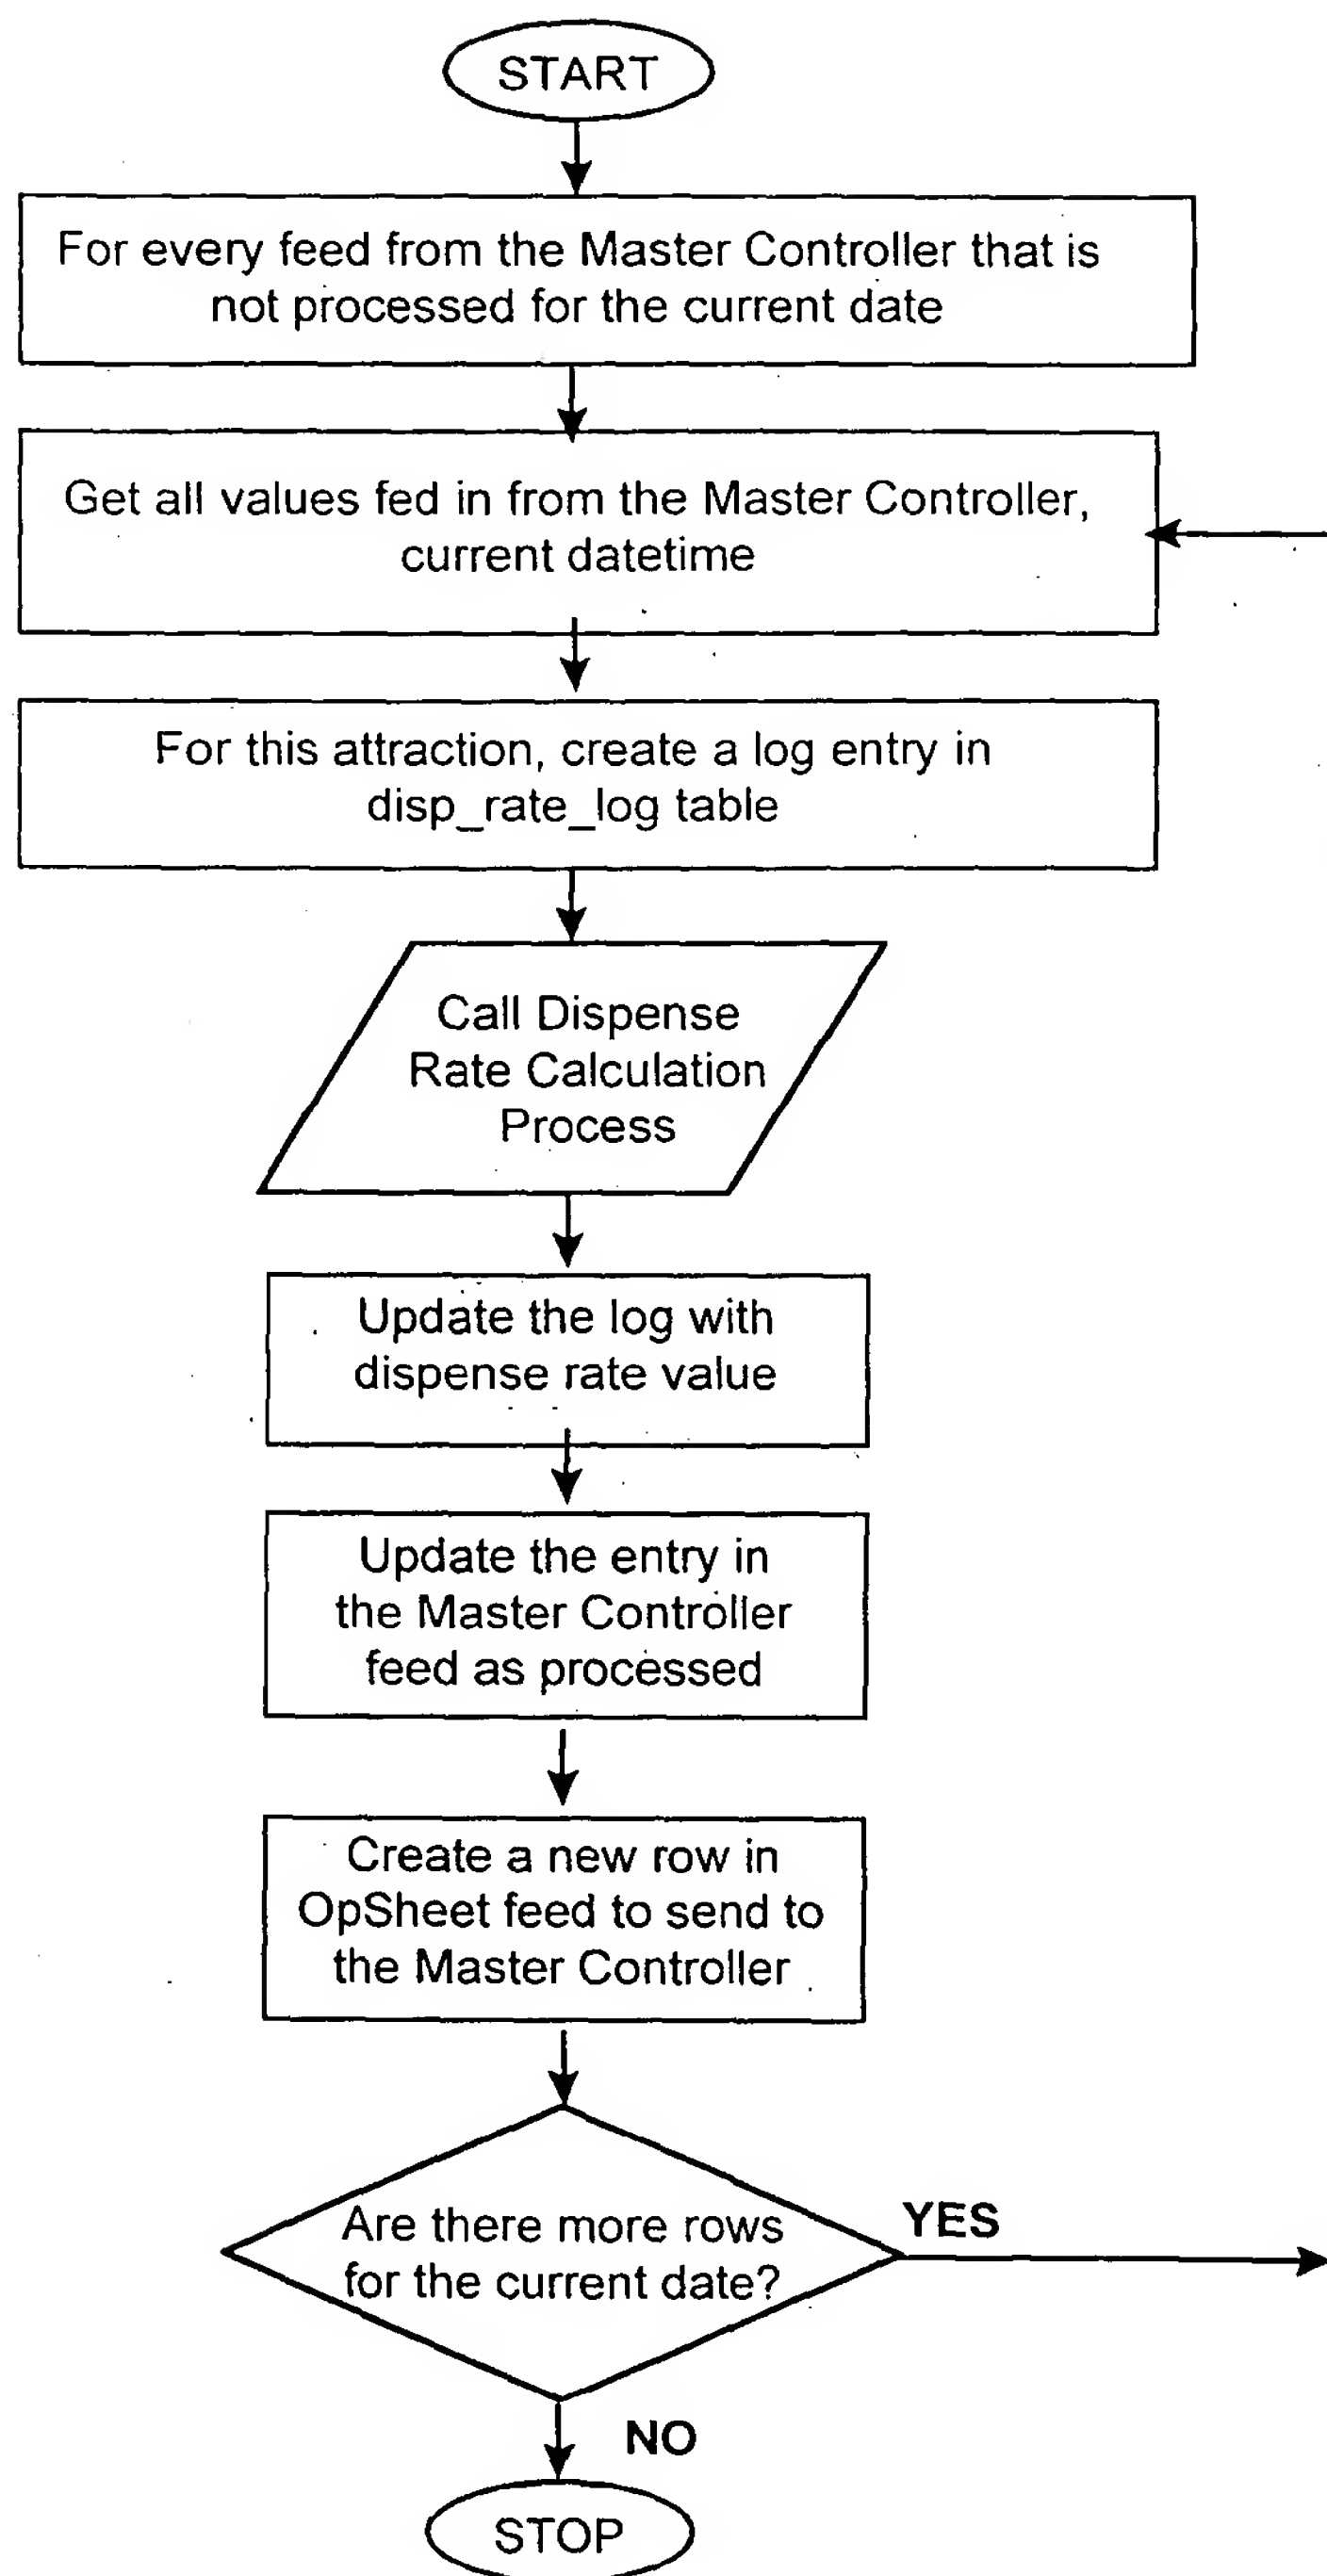 START
For every feed from the Master Controller that is
not processed for the current date
Get all values fed in from the Master Controller,
current datetime
For this attraction, create a log entry in
disp_rate_log table
Call Dispense
Rate Calculation
Process
Update the log with
dispense rate value
Update the entry in
the Master Controller
feed as processed
Create a new row in
OpSheet feed to send to
the Master Controller
Are there more rows
for the current date?
YES
NO
STOP